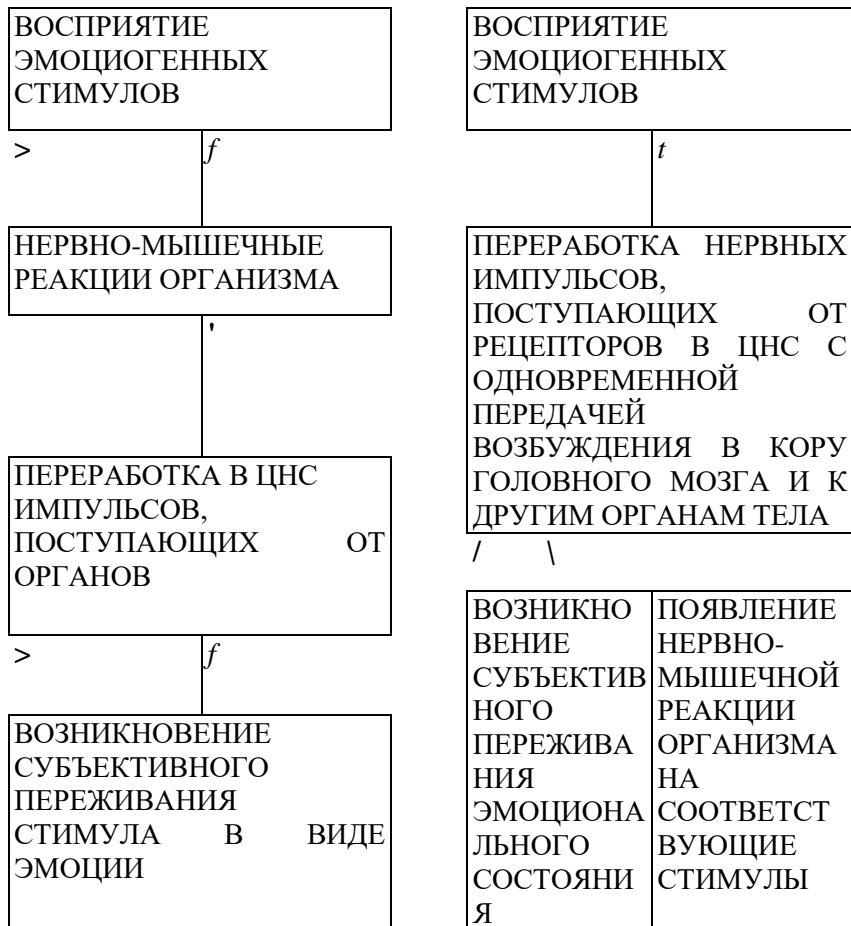 ВОСПРИЯТИЕ
ЭМОЦИОГЕННЫХ
СТИМУЛОВ
> f
НЕРВНО-МЫШЕЧНЫЕ
РЕАКЦИИ ОРГАНИЗМА
'
ПЕРЕРАБОТКА В ЦНС
ИМПУЛЬСОВ,
ПОСТУПАЮЩИХ ОТ
ОРГАНОВ
> f
ВОЗНИКНОВЕНИЕ
СУБЪЕКТИВНОГО
ПЕРЕЖИВАНИЯ
СТИМУЛА В ВИДЕ
ЭМОЦИИ
ВОСПРИЯТИЕ
ЭМОЦИОГЕННЫХ
СТИМУЛОВ
t
ПЕРЕРАБОТКА НЕРВНЫХ
ИМПУЛЬСОВ,
ПОСТУПАЮЩИХ ОТ
РЕЦЕПТОРОВ В ЦНС С
ОДНОВРЕМЕННОЙ
ПЕРЕДАЧЕЙ
ВОЗБУЖДЕНИЯ В КОРУ
ГОЛОВНОГО МОЗГА И К
ДРУГИМ ОРГАНАМ ТЕЛА
/ \
ВОЗНИКНО
ВЕНИЕ
СУБЪЕКТИВ
НОГО
ПЕРЕЖИВА
НИЯ
ЭМОЦИОНА
ЛЬНОГО
СОСТОЯНИ
Я
ПОЯВЛЕНИЕ
НЕРВНО-
МЫШЕЧНОЙ
РЕАКЦИИ
ОРГАНИЗМА
НА
СООТВЕТСТ
ВУЮЩИЕ
СТИМУЛЫ